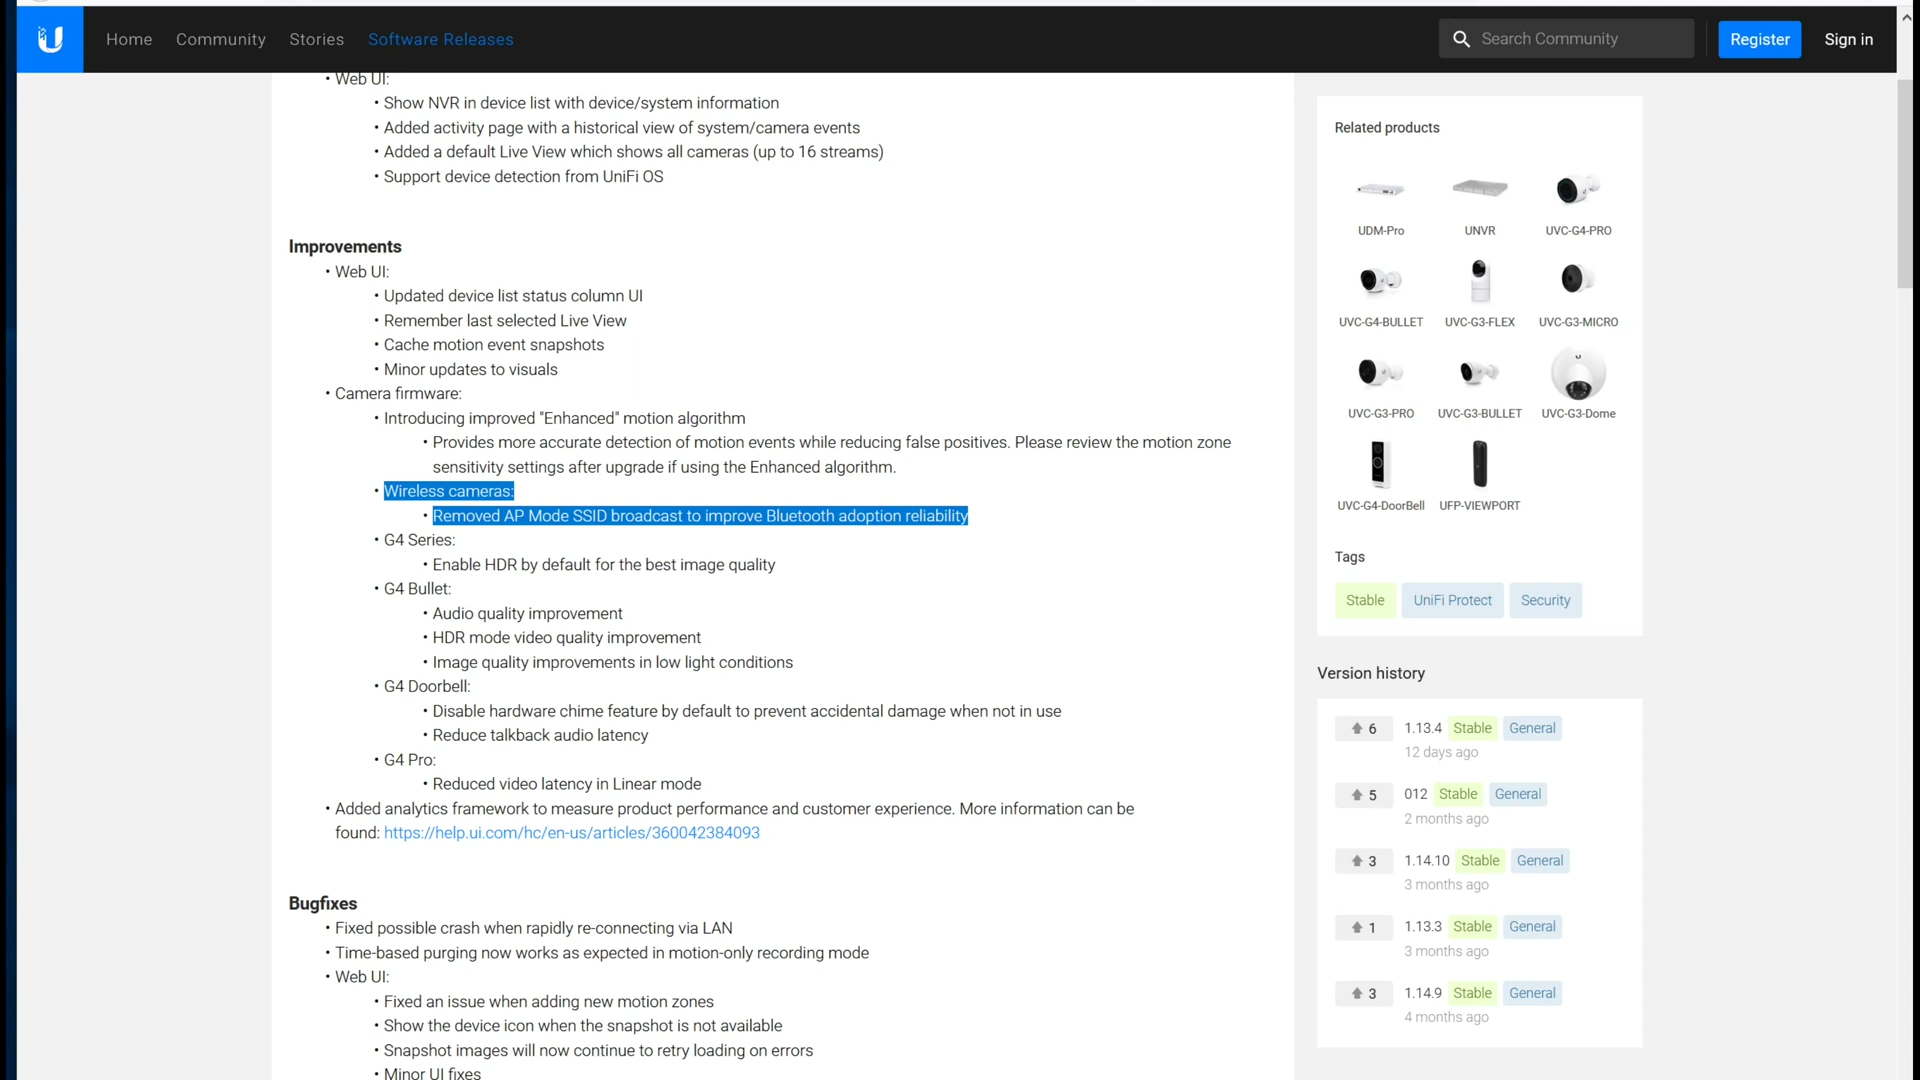 Home Community Stories Software Releases
Search Community
Register
Sign in
• Web UI:
• Show NVR in device list with device/system information
• Added activity page with a historical view of system/camera events
• Added a default Live View which shows all cameras (up to 16 streams)
• Support device detection from UniFi OS
Improvements
• Web UI:
• Updated device list status column UI
• Remember last selected Live View
• Cache motion event snapshots
• Minor updates to visuals
• Camera firmware:
• Introducing improved "Enhanced" motion algorithm
• Provides more accurate detection of motion events while reducing false positives. Please review the motion zone
sensitivity settings after upgrade if using the Enhanced algorithm.
• Wireless cameras:
• Removed AP Mode SSID broadcast to improve Bluetooth adoption reliability
• G4 Series:
• Enable HDR by default for the best image quality
• G4 Bullet:
• Audio quality improvement
• HDR mode video quality improvement
• Image quality improvements in low light conditions
• G4 Doorbell:
• Disable hardware chime feature by default to prevent accidental damage when not in use
• Reduce talkback audio latency
• G4 Pro:
• Reduced video latency in Linear mode
• Added analytics framework to measure product performance and customer experience. More information can be
found: https://help.ui.com/hc/en-us/articles/360042384093
Bugfixes
• Fixed possible crash when rapidly re-connecting via LAN
• Time-based purging now works as expected in motion-only recording mode
• Web UI:
• Fixed an issue when adding new motion zones
• Show the device icon when the snapshot is not available
• Snapshot images will now continue to retry loading on errors
• Minor UI fixes
Related products
UDM-Pro UNVR UVC-G4-PRO
UVC-G4-BULLET UVC-G3-FLEX UVC-G3-MICRO
UVC-G3-PRO UVC-G3-BULLET UVC-G3-Dome
UVC-G4-DoorBell UFP-VIEWPORT
Tags
Stable UniFi Protect Security
Version history
6 1.13.4 Stable General
12 days ago
5 012 Stable General
2 months ago
3 1.14.10 Stable General
3 months ago
1 1.13.3 Stable General
3 months ago
3 1.14.9 Stable General
4 months ago